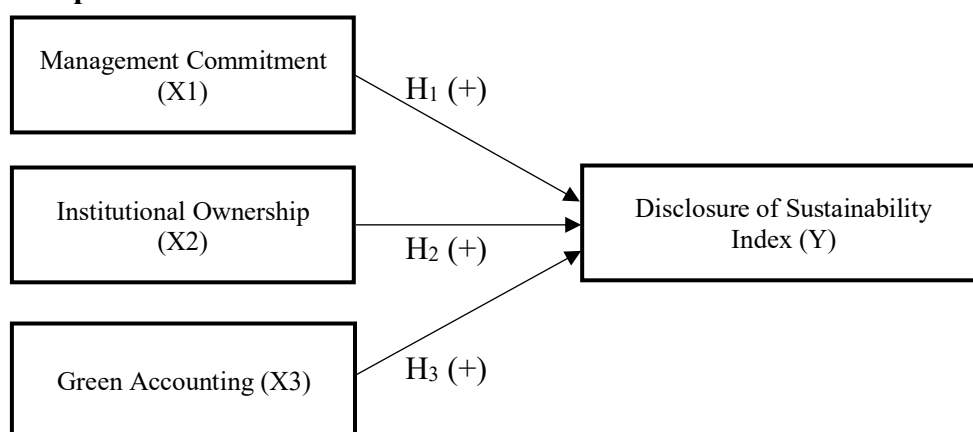 Management Commitment
(X1)
H₁ (+)
Institutional Ownership
(X2)
H₂ (+)
Disclosure of Sustainability
Index (Y)
Green Accounting (X3)
H₃ (+)